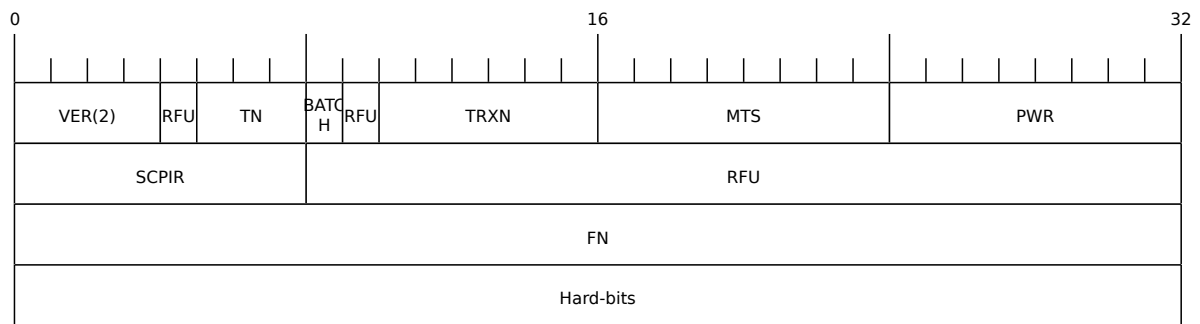 0 16 32
VER(2) RFU TN BATC
H RFU TRXN MTS PWR
SCPIR RFU
FN
Hard-bits